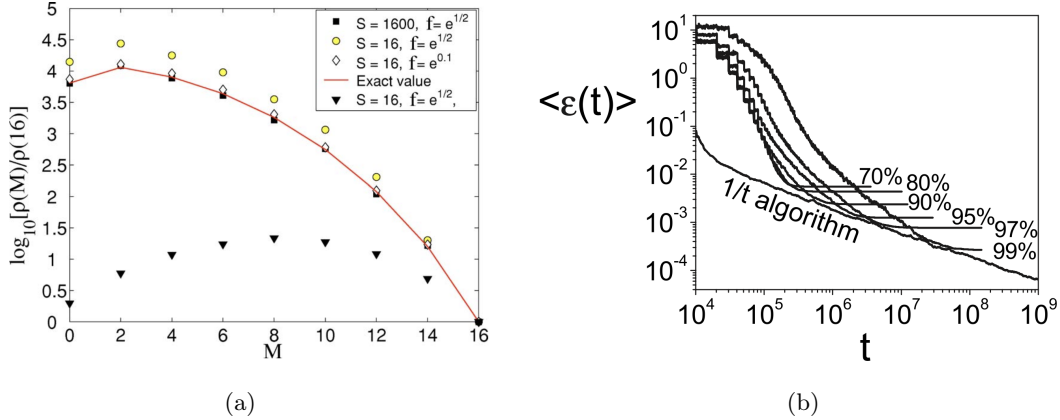 5
4.5
4
3.5
3
2.5
2
1.5
1
0.5
0
0 2 4 6 8 10 12 14 16
M
log10[ρ(M)/ρ(16)]
S = 1600, f= e^1/2
S = 16, f= e^1/2
S = 16, f= e^0.1
Exact value
S = 16, f= e^1/2,
(a)
<ε(t)>
10^1
10^0
10^-1
10^-2
10^-3
10^-4
70% 80%
90%
95% 97%
99%
1/t algorithm
10^4 10^5 10^6 10^7 10^8 10^9
t
(b)